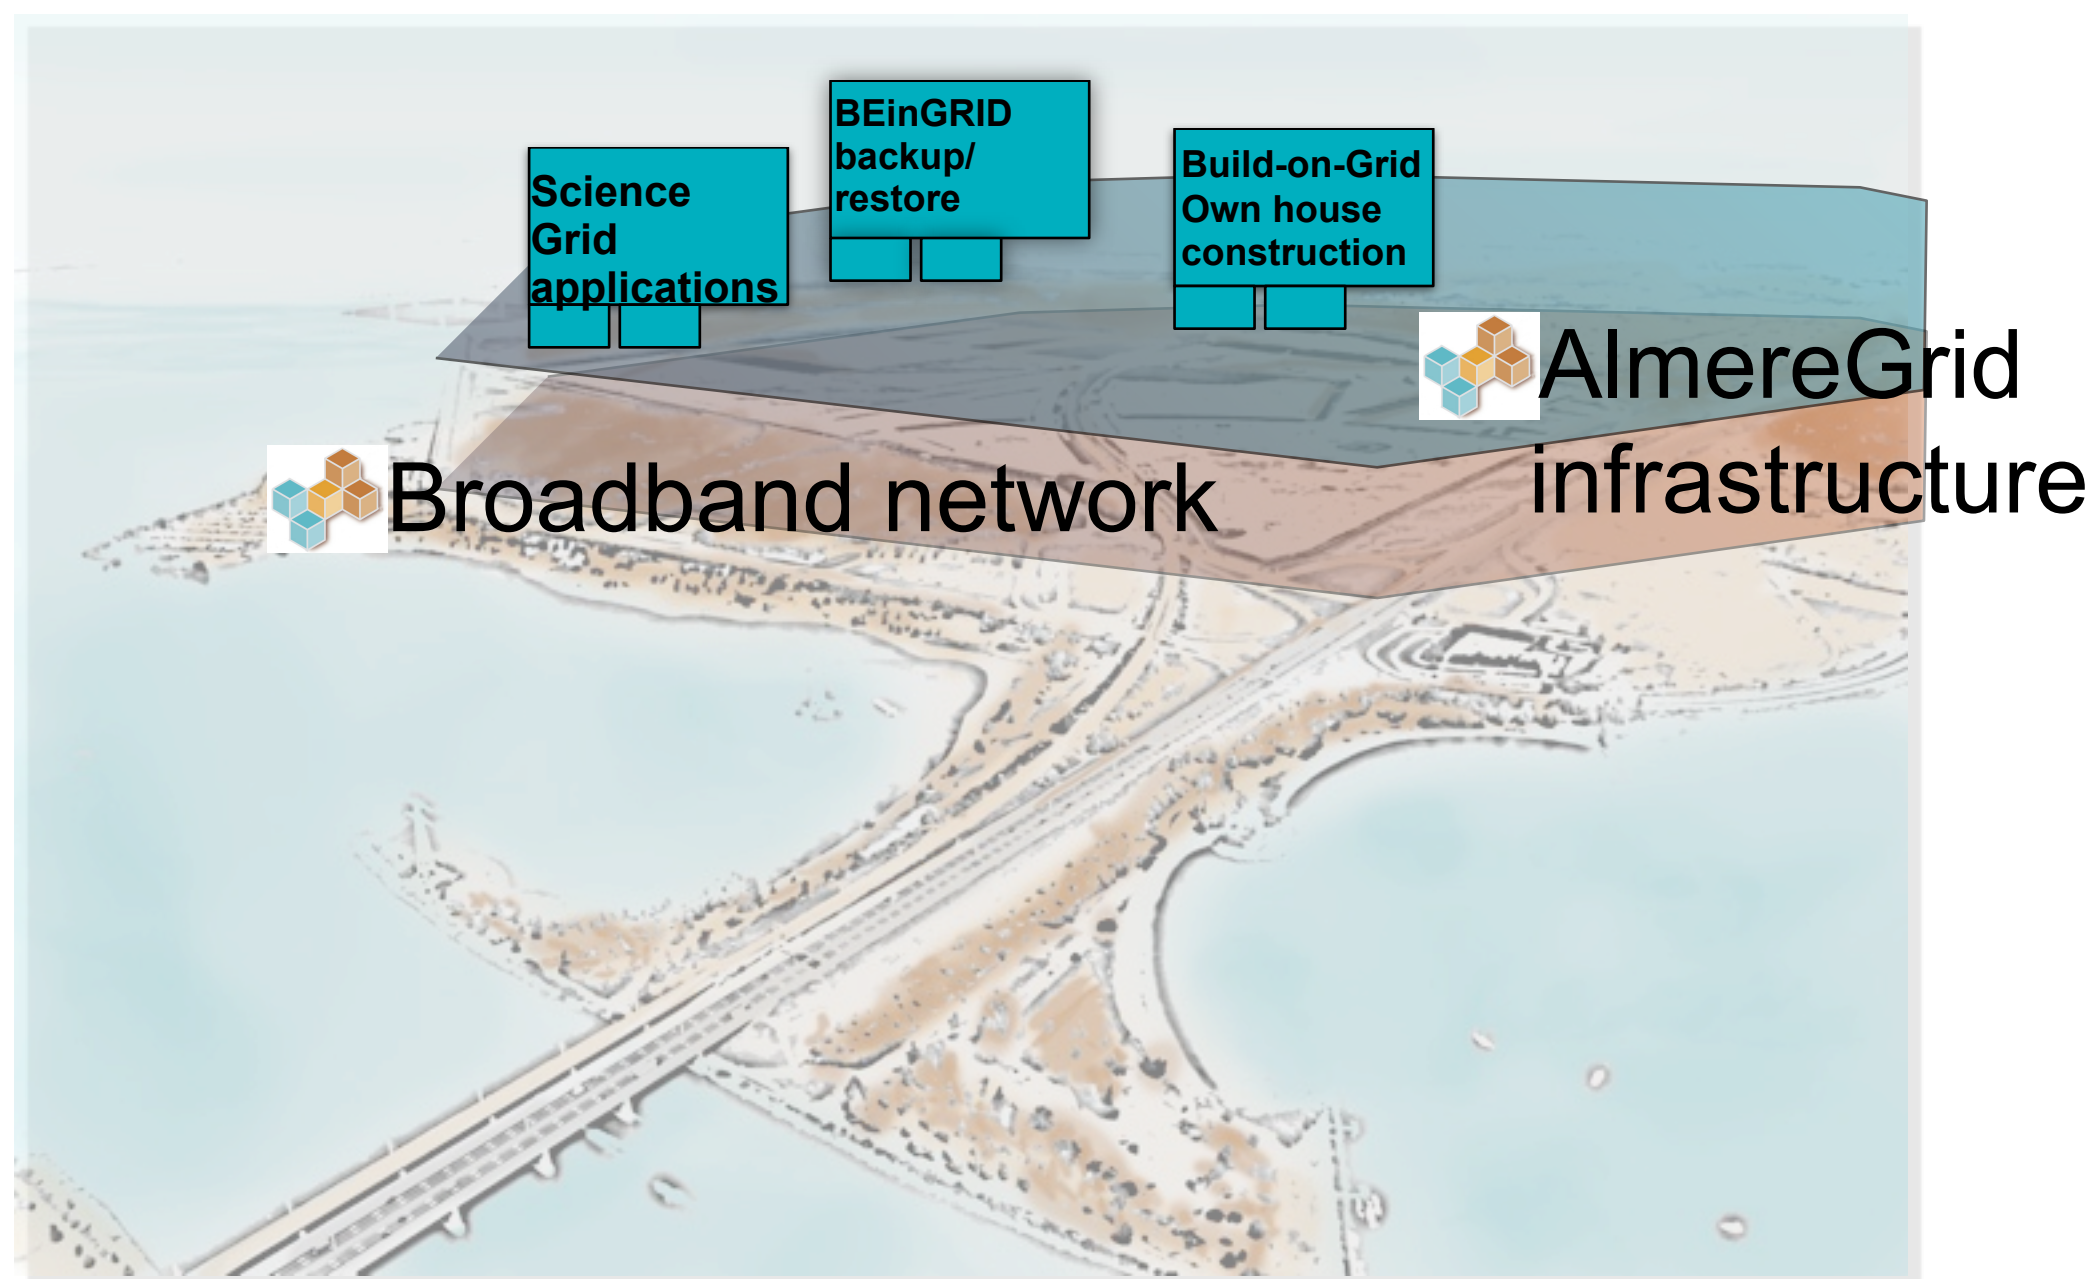 BEinGRID
backup/
restore
Science
Grid
applications
Build-on-Grid
Own house
construction
AlmereGrid
infrastructure
Broadband network